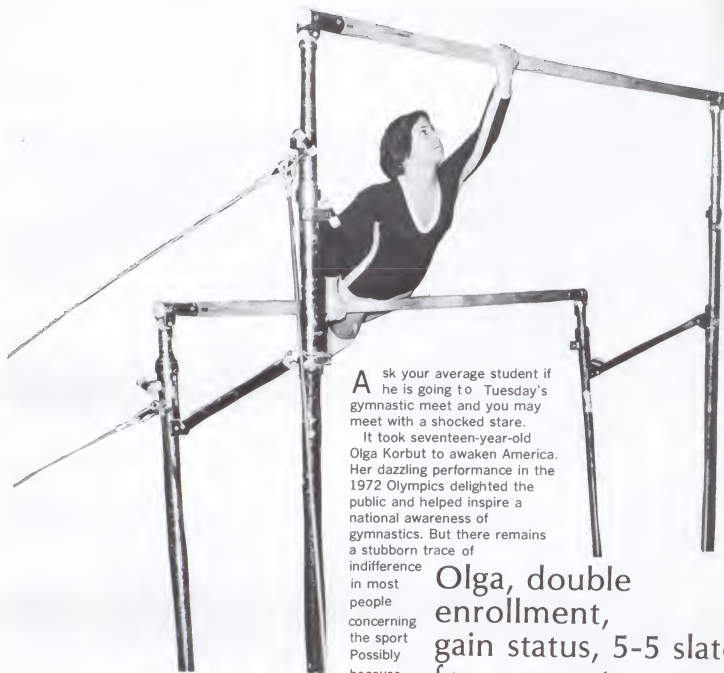 Ask your average student if
he is going to Tuesday's
gymnastic meet and you may
meet with a shocked stare.
It took seventeen-year-old
Olga Korbut to awaken America.
Her dazzling performance in the
1972 Olympics delighted the
public and helped inspire a
national awareness of
gymnastics. But there remains
a stubborn trace of
indifference
in most
people
concerning
the sport
Possibly
Olga, double
enrollment,
gain status, 5-5 slate